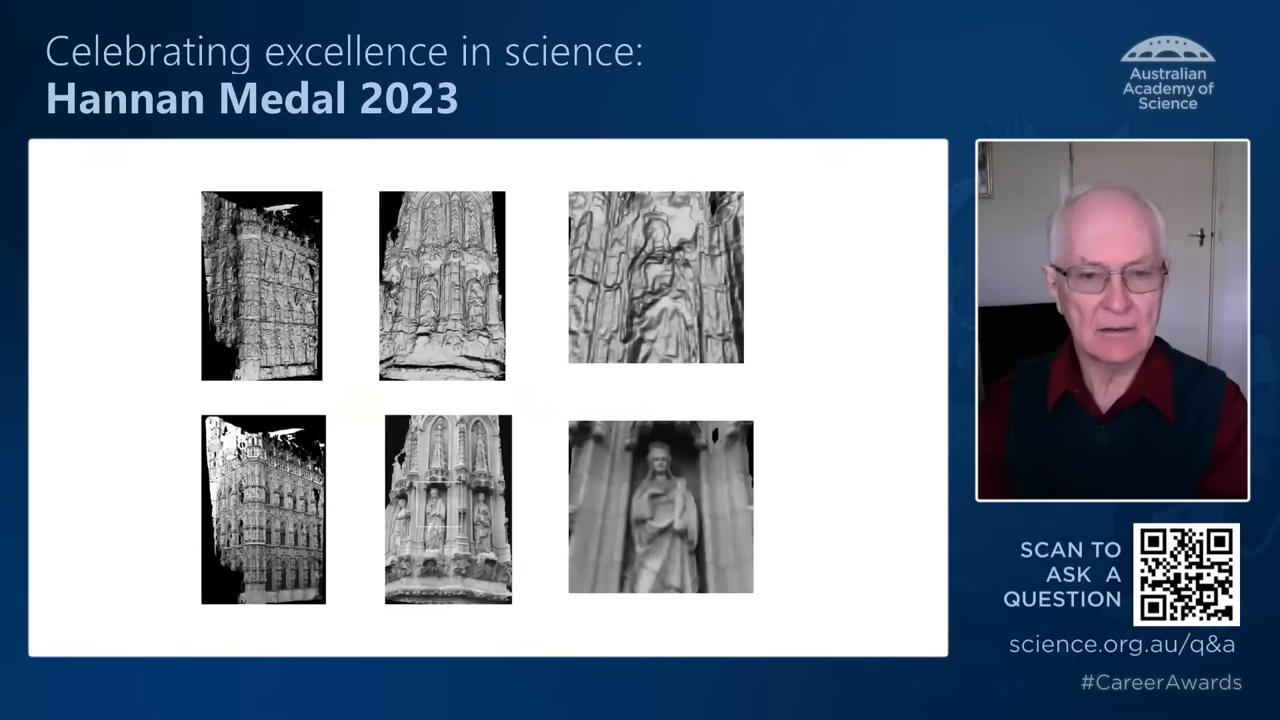 Celebrating excellence in science:
Hannan Medal 2023
Australian
Academy of
Science
SCAN TO
ASK A
QUESTION
science.org.au/q&a
#CareerAwards